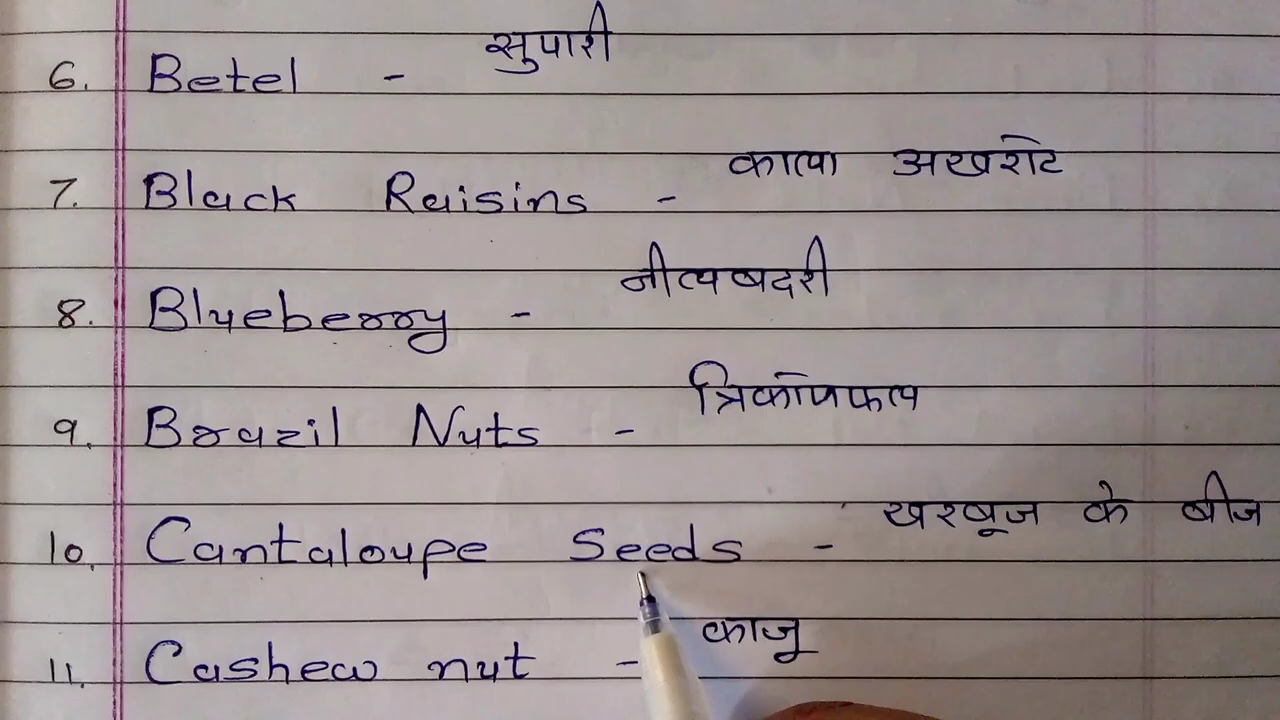 6. Betel - सुपारी
7. Black Raisins - काला अखरोट
8. Blueberry - नीलबदरी
9. Brazil Nuts - त्रिकोणफल
10. Cantaloupe Seeds - खरबूज के बीज
11. Cashew nut - काजू